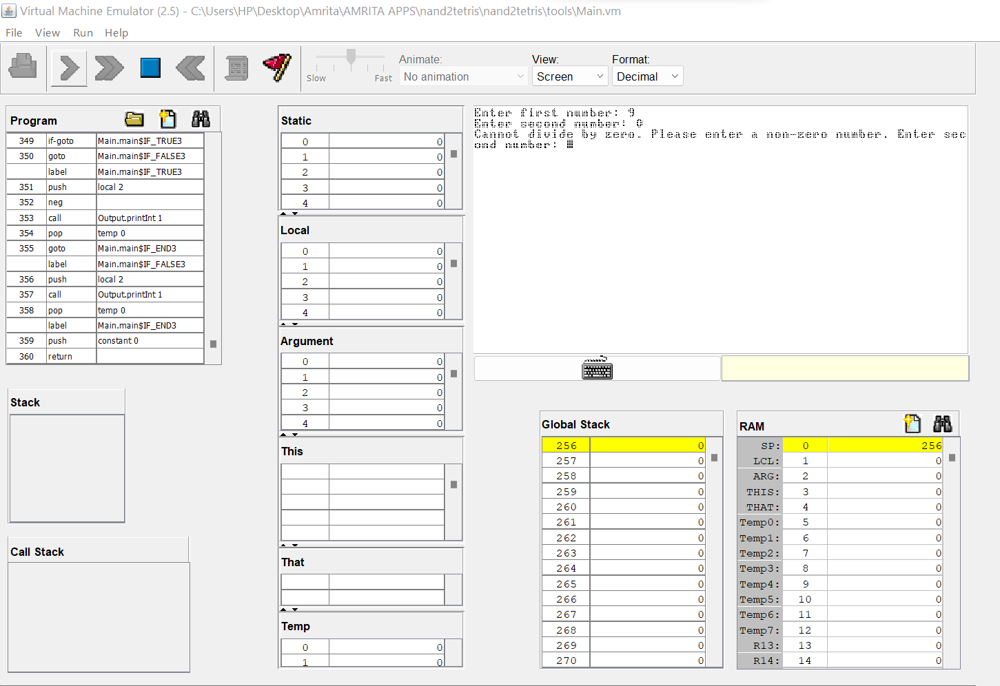 Virtual Machine Emulator (2.5) - C:\Users\HP\Desktop\Amrita\AMRITA APPS\nand2tetris\nand2tetris\tools\Main.vm
File View Run Help
Slow Fast
Animate:
No animation
View:
Screen
Format:
Decimal
Program
349 if-goto Main.main$IF_TRUE3
350 goto Main.main$IF_FALSE3
label Main.main$IF_TRUE3
351 push local 2
352 neg
353 call Output.printInt 1
354 pop temp 0
355 goto Main.main$IF_END3
label Main.main$IF_FALSE3
356 push local 2
357 call Output.printInt 1
358 pop temp 0
label Main.main$IF_END3
359 push constant 0
360 return
Stack
Call Stack
Static
0 0
1 0
2 0
3 0
4 0
Local
0 0
1 0
2 0
3 0
4 0
Argument
0 0
1 0
2 0
3 0
4 0
This
That
Temp
0 0
1 0
Enter first number: 9
Enter second number: 0
Cannot divide by zero. Please enter a non-zero number. Enter sec
ond number:
Global Stack
256 0
257 0
258 0
259 0
260 0
261 0
262 0
263 0
264 0
265 0
266 0
267 0
268 0
269 0
270 0
RAM
SP: 0 256
LCL: 1 0
ARG: 2 0
THIS: 3 0
THAT: 4 0
Temp0: 5 0
Temp1: 6 0
Temp2: 7 0
Temp3: 8 0
Temp4: 9 0
Temp5: 10 0
Temp6: 11 0
Temp7: 12 0
R13: 13 0
R14: 14 0